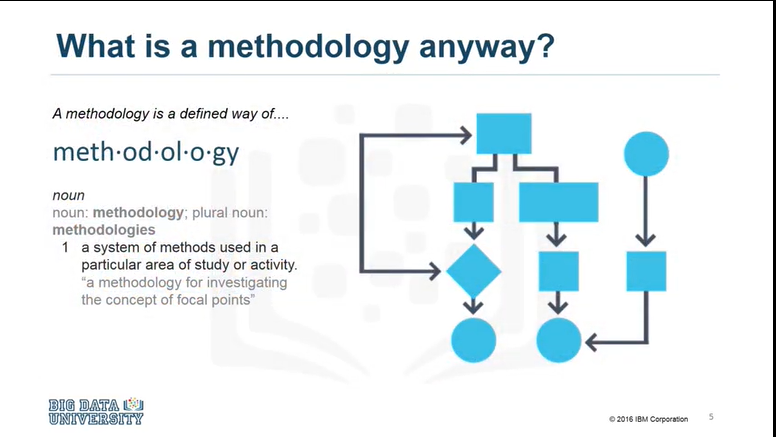 What is a methodology anyway?
A methodology is a defined way of....
meth·od·ol·o·gy
noun
noun: methodology; plural noun:
methodologies
1 a system of methods used in a
particular area of study or activity.
“a methodology for investigating
the concept of focal points”
BIG DATA
UNIVERSITY
© 2016 IBM Corporation
5